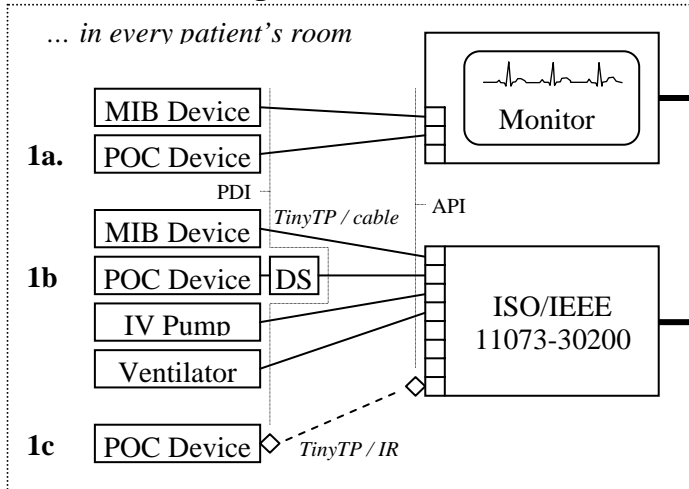 ... in every patient's room
MIB Device
Monitor
1a.
POC Device
PDI
API
TinyTP / cable
MIB Device
1b
POC Device
DS
ISO/IEEE
11073-30200
IV Pump
Ventilator
1c
POC Device
TinyTP / IR